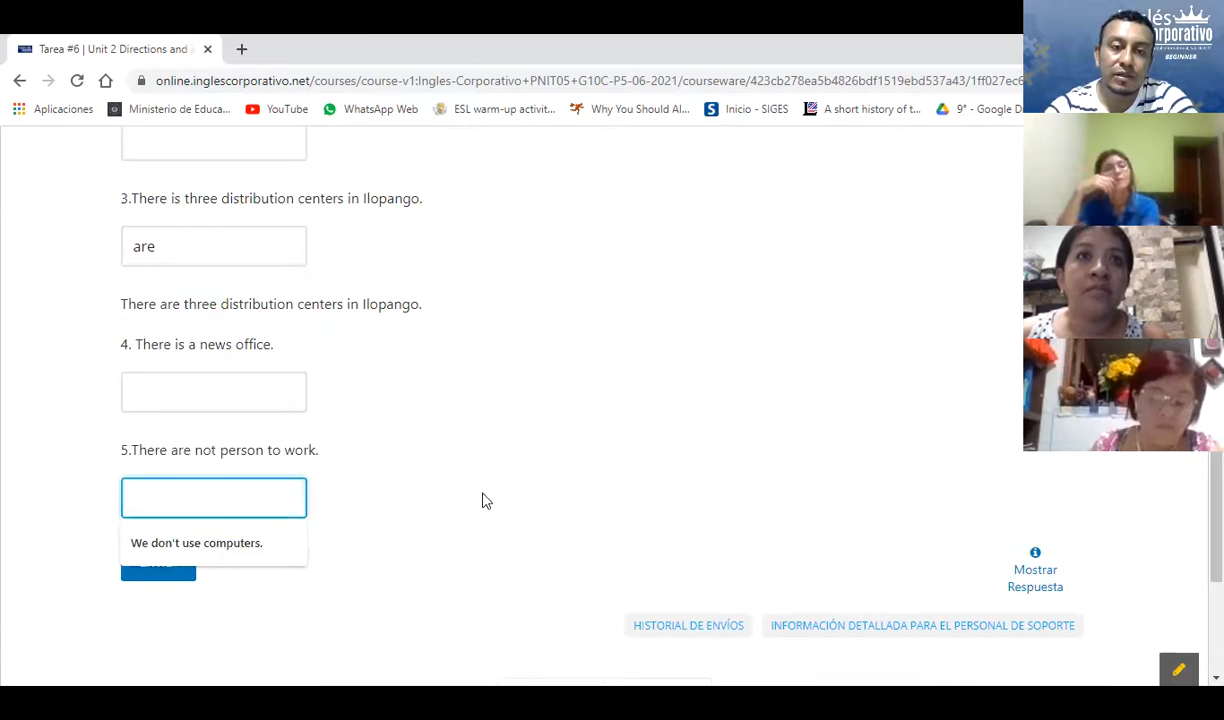 Tarea #6 | Unit 2 Directions and i
online.inglescorporativo.net/courses/course-v1:Ingles-Corporativo+PNIT05+G10C-P5-06-2021/courseware/423cb278ea5b4826bdf1519ebd537a43/1ff027ec6
Aplicaciones
Ministerio de Educa...
YouTube
WhatsApp Web
ESL warm-up activit...
Why You Should Al...
Inicio - SIGES
A short history of t...
9° - Google D
3.There is three distribution centers in Ilopango.
are
There are three distribution centers in Ilopango.
4. There is a news office.
5.There are not person to work.
We don't use computers.
Mostrar
Respuesta
HISTORIAL DE ENVÍOS
INFORMACIÓN DETALLADA PARA EL PERSONAL DE SOPORTE
BEGINNER